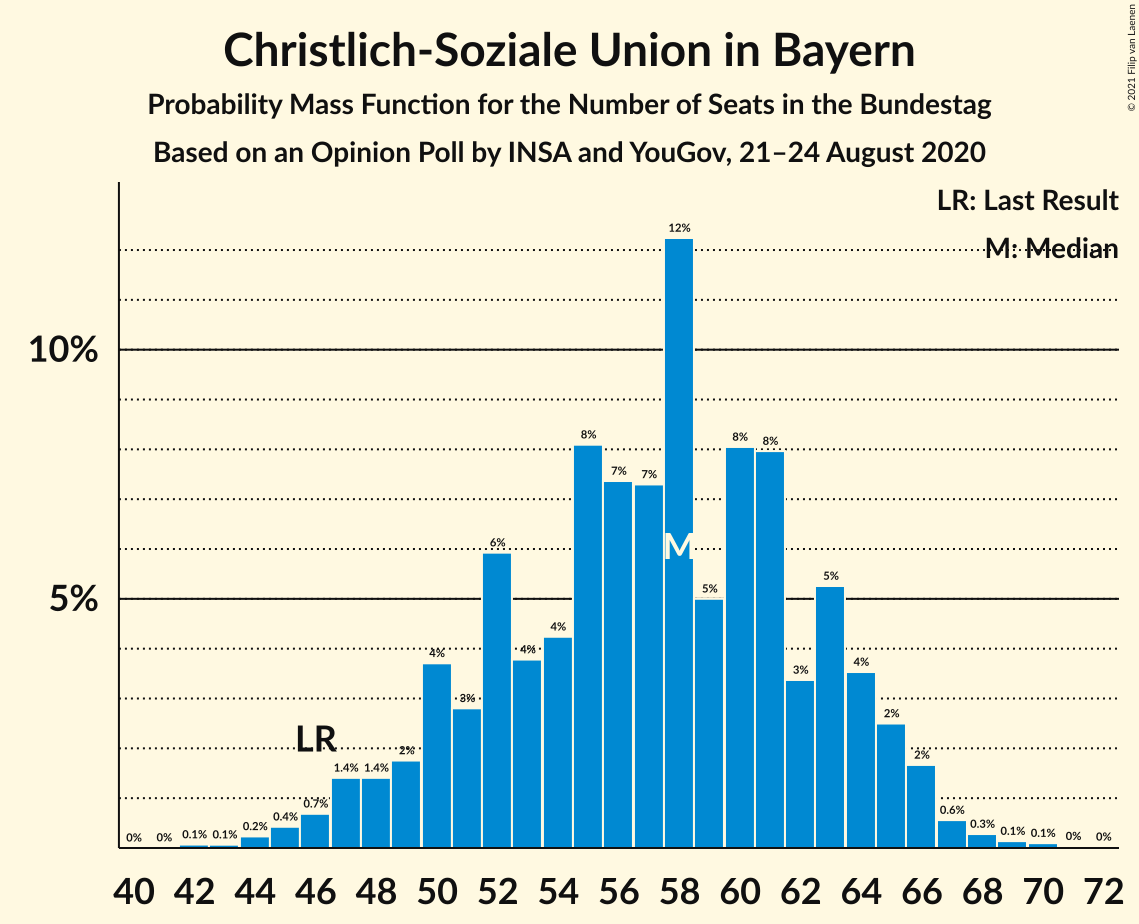 Christlich-Soziale Union in Bayern
Probability Mass Function for the Number of Seats in the Bundestag
Based on an Opinion Poll by INSA and YouGov, 21–24 August 2020
© 2021 Filip van Laenen
LR: Last Result
M: Median
10%
5%
0% 0% 0.1% 0.1% 0.2% 0.4% 0.7% 1.4% 1.4% 2% 4% 3% 6% 4% 4% 8% 7% 7% 12% 5% 8% 8% 3% 5% 4% 2% 2% 0.6% 0.3% 0.1% 0.1% 0% 0%
LR
M
40 42 44 46 48 50 52 54 56 58 60 62 64 66 68 70 72